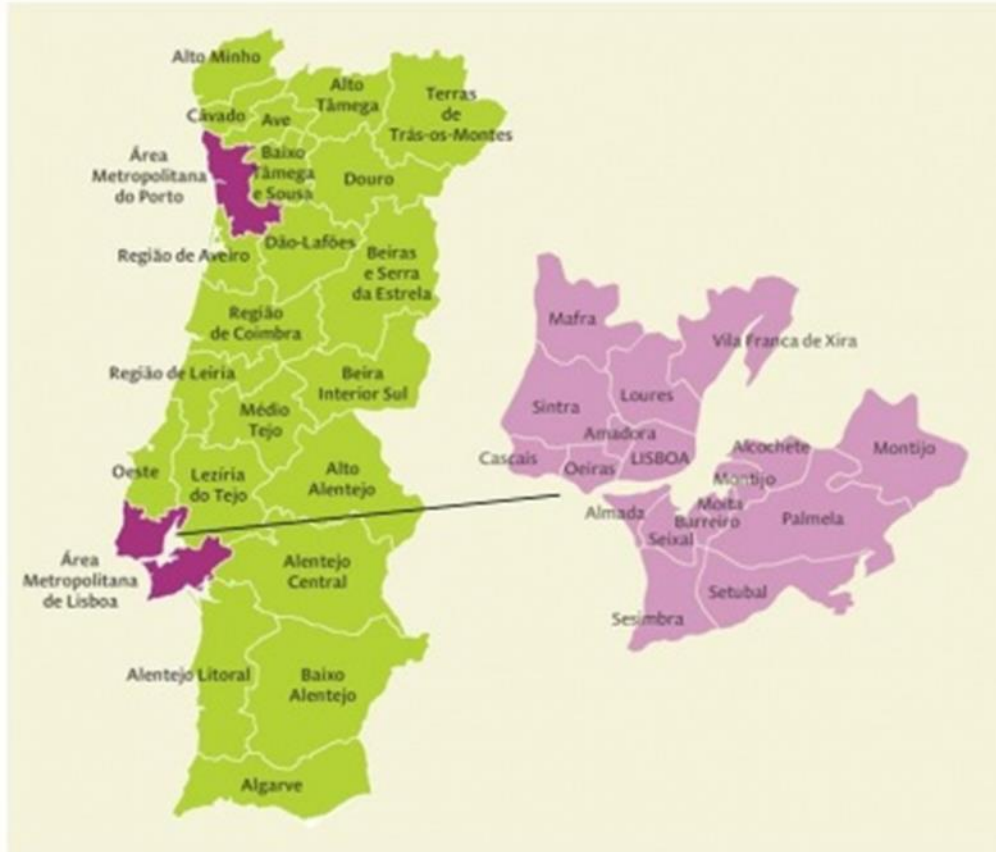 Alto Minho
Alto
Tâmega
Terras
de
Trás-os-Montes
Cávado
Ave
Área
Metropolitana
do Porto
Baixo
Tâmega
e Sousa
Douro
Região de Aveiro
Dão-Lafões
Beiras
e Serra
da Estrela
Região
de Coimbra
Região de Leiria
Beira
Interior Sul
Médio
Tejo
Oeste
Lezíria
do Tejo
Alto
Alentejo
Área
Metropolitana
de Lisboa
Alentejo
Central
Alentejo Litoral
Baixo
Alentejo
Algarve
Mafra
Vila Franca de Xira
Sintra
Loures
Amadora
Cascais
Oeiras
LISBOA
Alcochete
Montijo
Montijo
Almada
Moita
Barreiro
Seixal
Palmela
Setubal
Sesimbra